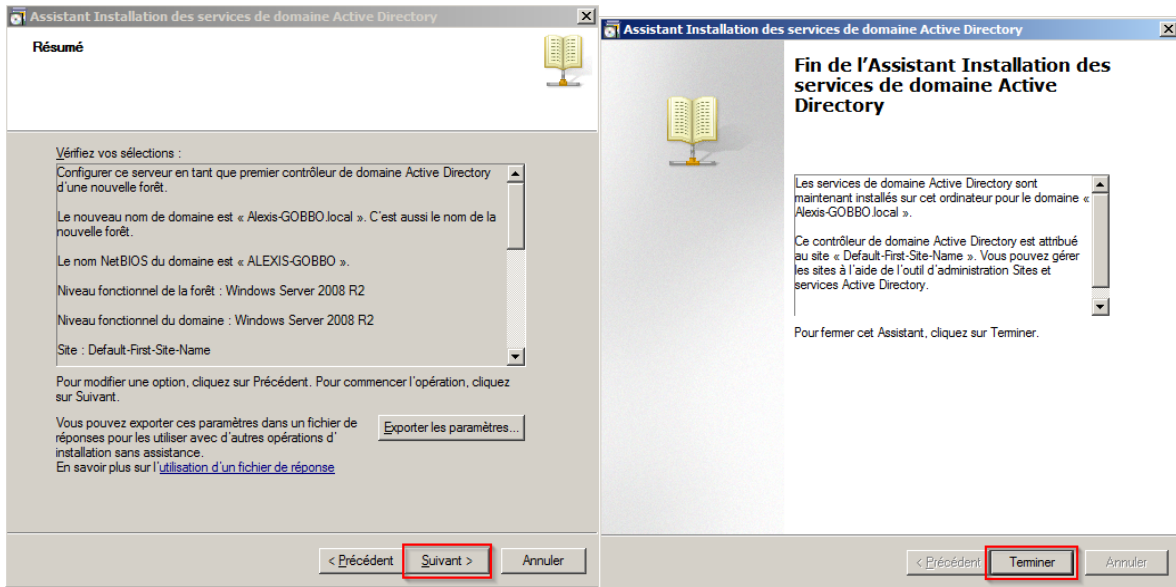 Assistant Installation des services de domaine Active Directory
Résumé
Vérifiez vos sélections :
Configurer ce serveur en tant que premier contrôleur de domaine Active Directory
d'une nouvelle forêt.
Le nouveau nom de domaine est « Alexis-GOBBO.local ». C'est aussi le nom de la
nouvelle forêt.
Le nom NetBIOS du domaine est « ALEXIS-GOBBO ».
Niveau fonctionnel de la forêt : Windows Server 2008 R2
Niveau fonctionnel du domaine : Windows Server 2008 R2
Site : Default-First-Site-Name
Pour modifier une option, cliquez sur Précédent. Pour commencer l'opération, cliquez
sur Suivant.
Vous pouvez exporter ces paramètres dans un fichier de
réponses pour les utiliser avec d'autres opérations d'
installation sans assistance.
En savoir plus sur l'utilisation d'un fichier de réponse
Exporter les paramètres...
< Précédent
Suivant >
Annuler
Assistant Installation des services de domaine Active Directory
Fin de l'Assistant Installation des
services de domaine Active
Directory
Les services de domaine Active Directory sont
maintenant installés sur cet ordinateur pour le domaine «
Alexis-GOBBO.local ».
Ce contrôleur de domaine Active Directory est attribué
au site « Default-First-Site-Name ». Vous pouvez gérer
les sites à l'aide de l'outil d'administration Sites et
services Active Directory.
Pour fermer cet Assistant, cliquez sur Terminer.
< Précédent
Terminer
Annuler